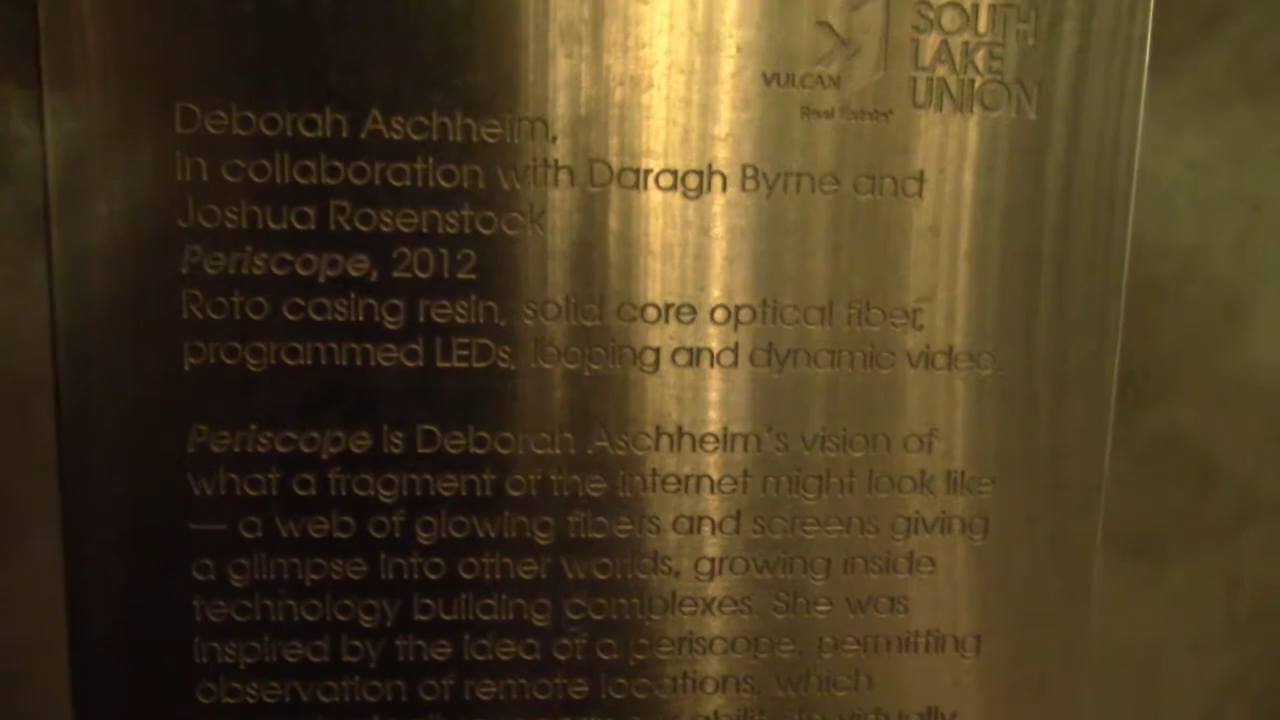 SOUTH
LAKE
UNION
VULCAN
Real Estate
Deborah Aschheim,
in collaboration with Daragh Byrne and
Joshua Rosenstock
Periscope, 2012
Roto casing resin, solid core optical fiber,
programmed LEDs, looping and dynamic video.
Periscope is Deborah Aschheim's vision of
what a fragment of the internet might look like
— a web of glowing fibers and screens giving
a glimpse into other worlds, growing inside
technology building complexes. She was
inspired by the idea of a periscope, permitting
observation of remote locations, which
ability to virtually